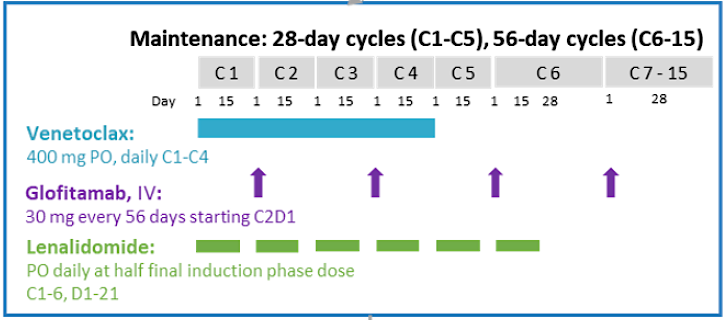 Maintenance: 28-day cycles (C1-C5), 56-day cycles (C6-15)
C 1 C 2 C 3 C 4 C 5 C 6 C 7 - 15
Day 1 15 1 15 1 15 1 15 1 15 1 15 28 1 28
Venetoclax:
400 mg PO, daily C1-C4
Glofitamab, IV:
30 mg every 56 days starting C2D1
Lenalidomide:
PO daily at half final induction phase dose
C1-6, D1-21